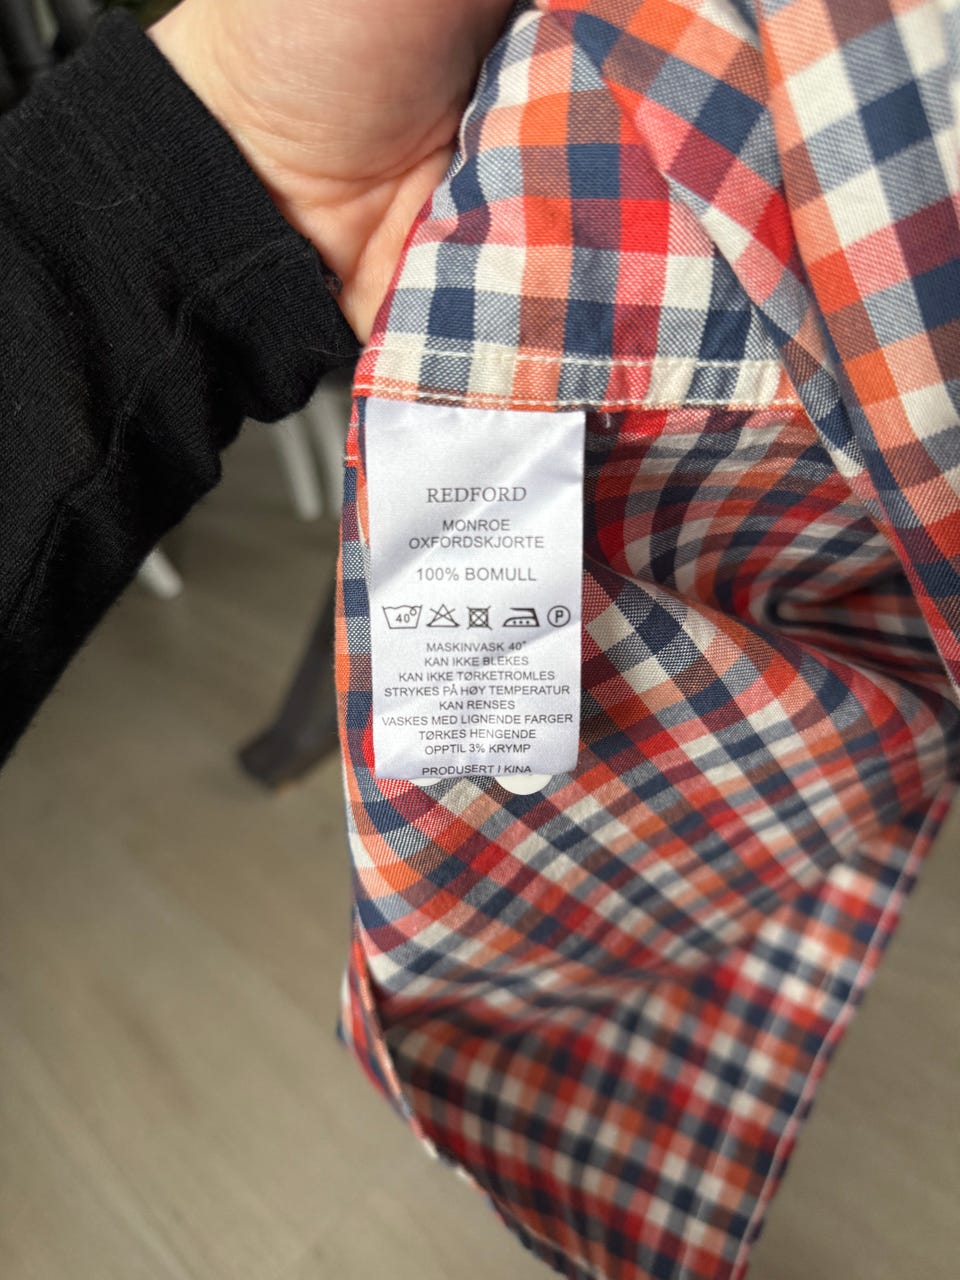 REDFORD
MONROE
OXFORDSKJORTE
100% BOMULL
40° P
MASKINVASK 40°
KAN IKKE BLEKES
KAN IKKE TØRKETROMLES
STRYKES PÅ HØY TEMPERATUR
KAN RENSES
VASKES MED LIGNENDE FARGER
TØRKES HENGENDE
OPPTIL 3% KRYMP
PRODUSERT I KINA